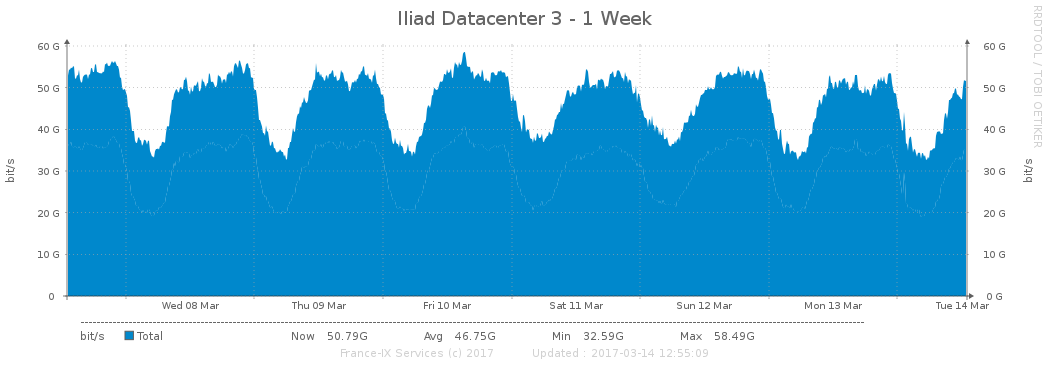 Iliad Datacenter 3 - 1 Week
RRDTOOL / TOBI OETIKER
60 G 60 G
50 G 50 G
40 G 40 G
30 G 30 G
20 G 20 G
10 G 10 G
0 0 G
bit/s bit/s
Wed 08 Mar Thu 09 Mar Fri 10 Mar Sat 11 Mar Sun 12 Mar Mon 13 Mar Tue 14 Mar
bit/s Total Now 50.79G Avg 46.75G Min 32.59G Max 58.49G
France-IX Services (c) 2017 Updated : 2017-03-14 12:55:09